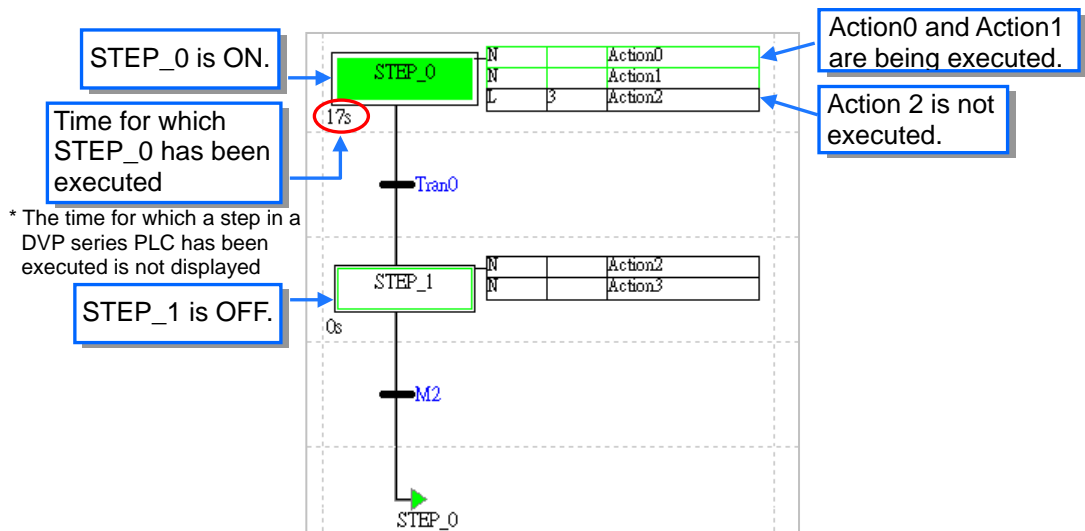 STEP_0 is ON.
Time for which
STEP_0 has been
executed
* The time for which a step in a
DVP series PLC has been
executed is not displayed
STEP_1 is OFF.
STEP_0
17s
N Action0
N Action1
L 3 Action2
Tran0
STEP_1
0s
N Action2
N Action3
M2
STEP_0
Action0 and Action1
are being executed.
Action 2 is not
executed.